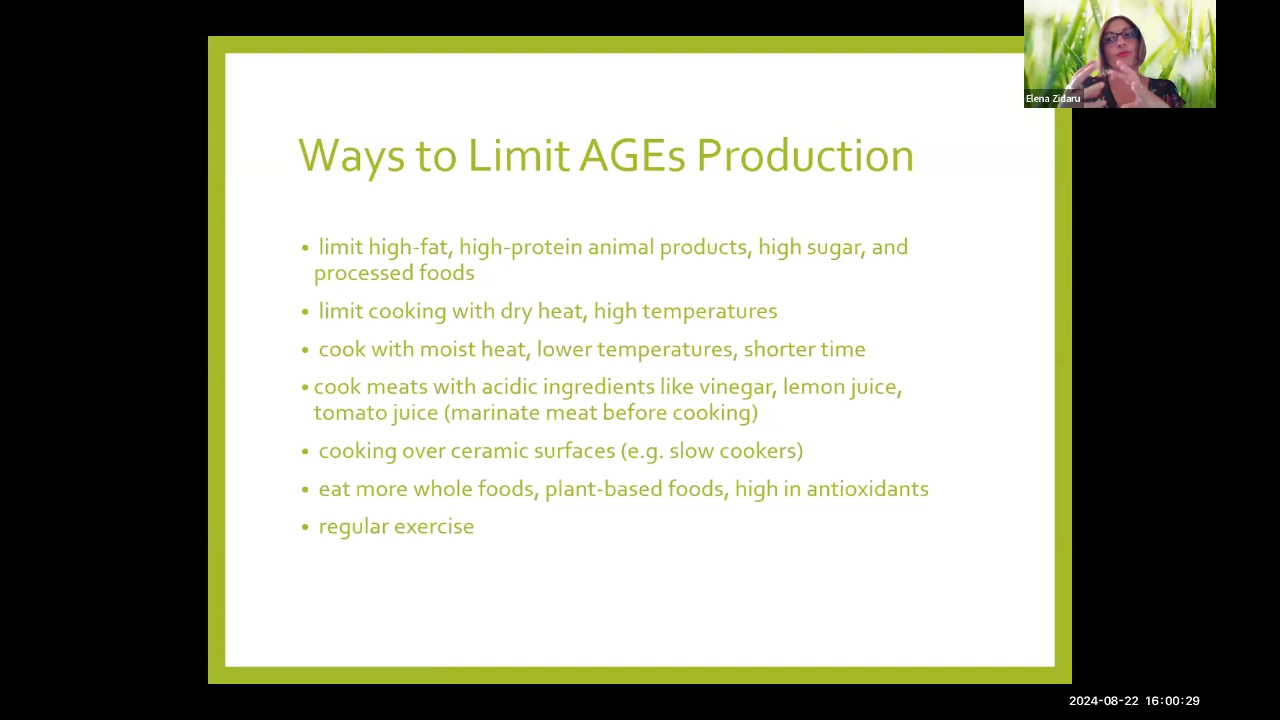 Elena Zidaru
Ways to Limit AGEs Production
• limit high-fat, high-protein animal products, high sugar, and
processed foods
• limit cooking with dry heat, high temperatures
• cook with moist heat, lower temperatures, shorter time
• cook meats with acidic ingredients like vinegar, lemon juice,
tomato juice (marinate meat before cooking)
• cooking over ceramic surfaces (e.g. slow cookers)
• eat more whole foods, plant-based foods, high in antioxidants
• regular exercise
2024-08-22 16:00:29